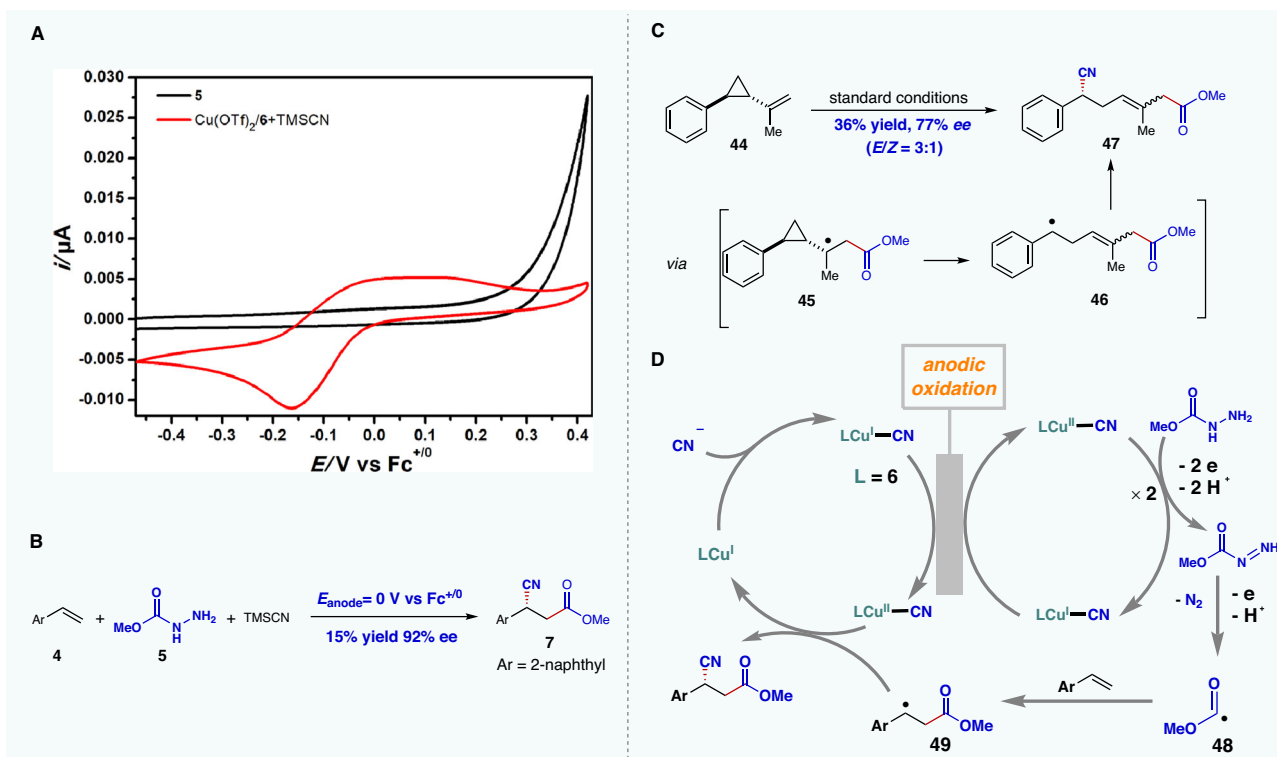 A
0.030
0.025
0.020
0.015
0.010
0.005
0.000
-0.005
-0.010
i/μA
5
Cu(OTf)2/6+TMSCN
-0.4 -0.3 -0.2 -0.1 0.0 0.1 0.2 0.3 0.4
E/V vs Fc+/0
B
Ar
4
+
MeO
O
N
H
NH2
5
+ TMSCN
Eanode= 0 V vs Fc+/0
15% yield 92% ee
Ar
CN
O
OMe
7
Ar = 2-naphthyl
C
Me
44
standard conditions
36% yield, 77% ee
(E/Z = 3:1)
CN
Me
O
OMe
47
via
Me
O
OMe
45
Me
O
OMe
46
D
anodic
oxidation
CN−
LCuI—CN
L = 6
LCuI
LCuII—CN
LCuII—CN
LCuI—CN
× 2
O
MeO
N
H
NH2
- 2 e
- 2 H+
O
MeO
N=NH
- N2
- e
- H+
O
MeO
48
Ar
Ar
O
OMe
49
CN
O
Ar
OMe